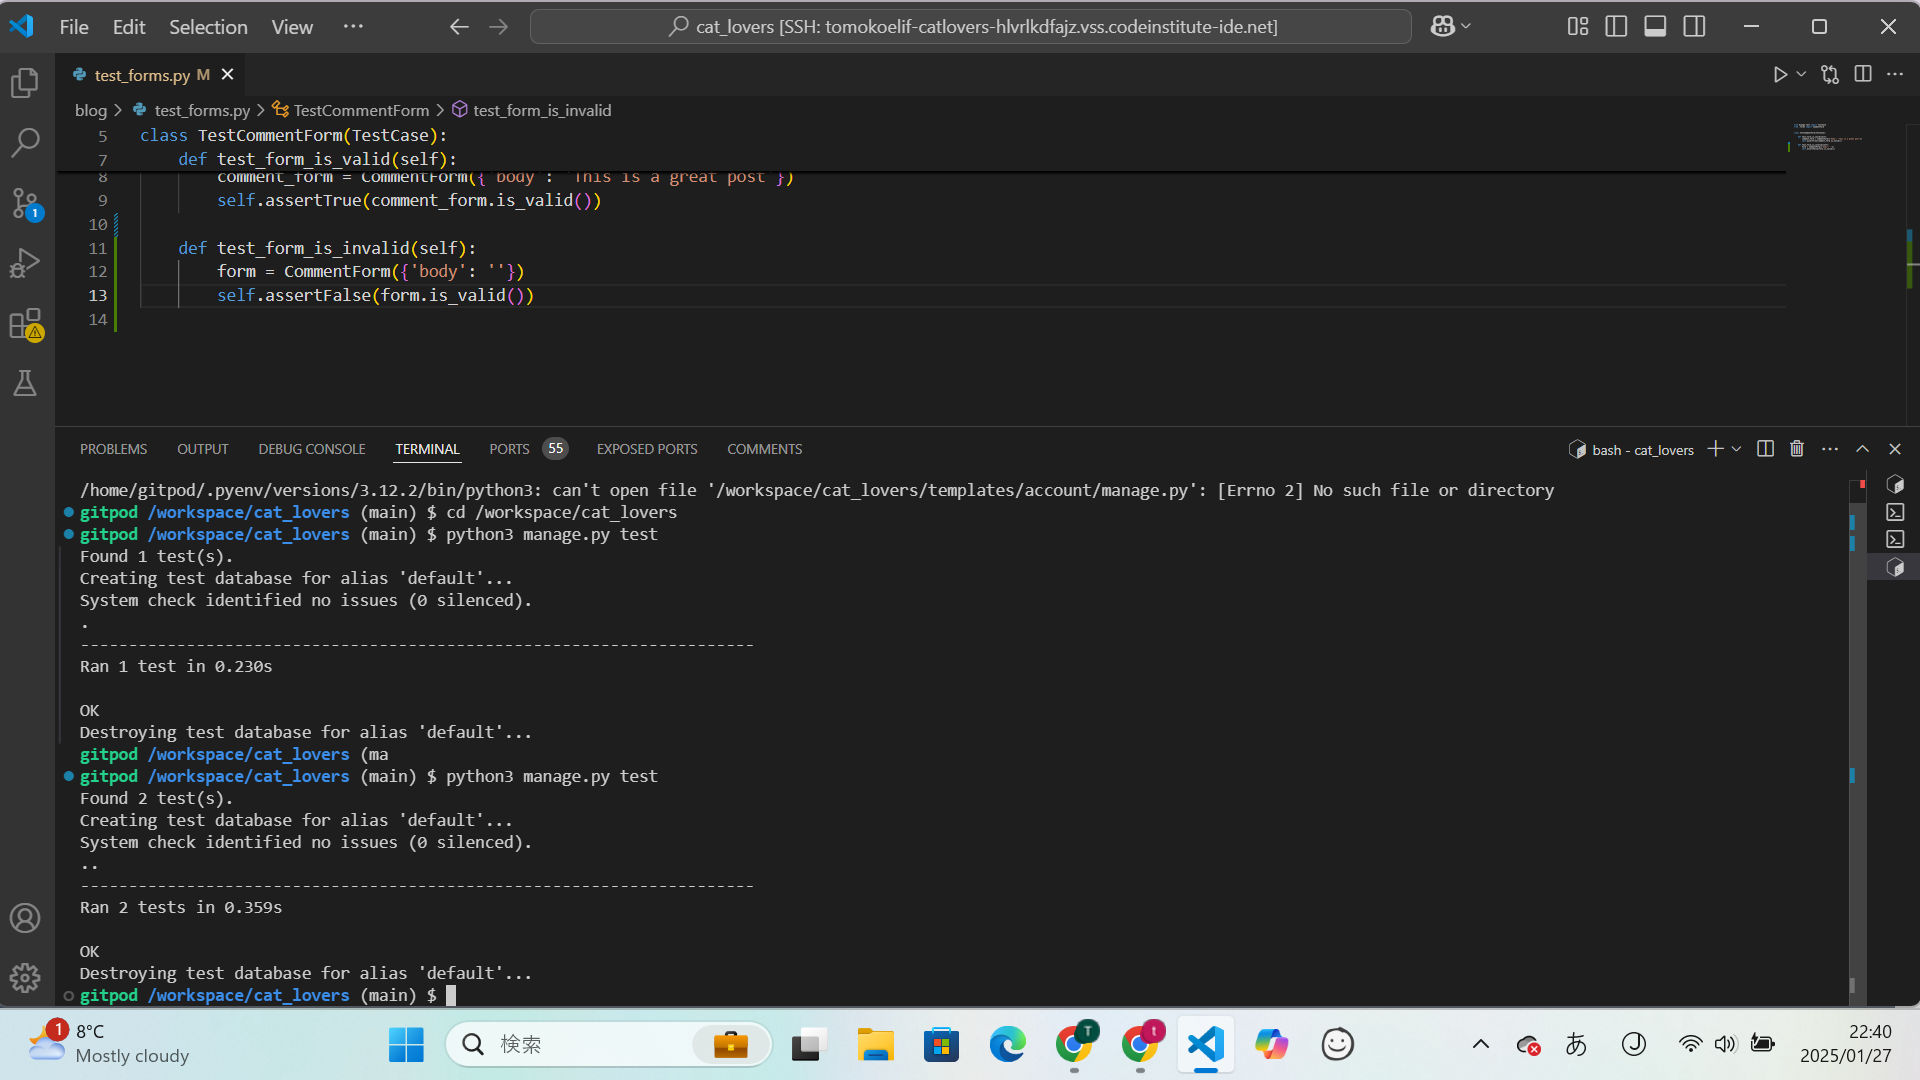 File Edit Selection View ··· cat_lovers [SSH: tomokoelif-catlovers-hlvrlkdfajz.vss.codeinstitute-ide.net]
test_forms.py M
blog > test_forms.py > TestCommentForm > test_form_is_invalid
5 class TestCommentForm(TestCase):
7 def test_form_is_valid(self):
8 comment_form = CommentForm({'body': 'This is a great post'})
9 self.assertTrue(comment_form.is_valid())
10
11 def test_form_is_invalid(self):
12 form = CommentForm({'body': ''})
13 self.assertFalse(form.is_valid())
14
1
PROBLEMS OUTPUT DEBUG CONSOLE TERMINAL PORTS 55 EXPOSED PORTS COMMENTS bash - cat_lovers
/home/gitpod/.pyenv/versions/3.12.2/bin/python3: can't open file '/workspace/cat_lovers/templates/account/manage.py': [Errno 2] No such file or directory
gitpod /workspace/cat_lovers (main) $ cd /workspace/cat_lovers
gitpod /workspace/cat_lovers (main) $ python3 manage.py test
Found 1 test(s).
Creating test database for alias 'default'...
System check identified no issues (0 silenced).
.
----------------------------------------------------------------------
Ran 1 test in 0.230s
OK
Destroying test database for alias 'default'...
gitpod /workspace/cat_lovers (ma
gitpod /workspace/cat_lovers (main) $ python3 manage.py test
Found 2 test(s).
Creating test database for alias 'default'...
System check identified no issues (0 silenced).
..
----------------------------------------------------------------------
Ran 2 tests in 0.359s
OK
Destroying test database for alias 'default'...
gitpod /workspace/cat_lovers (main) $
1 8°C
Mostly cloudy
検索
T
t
あ
J
22:40
2025/01/27